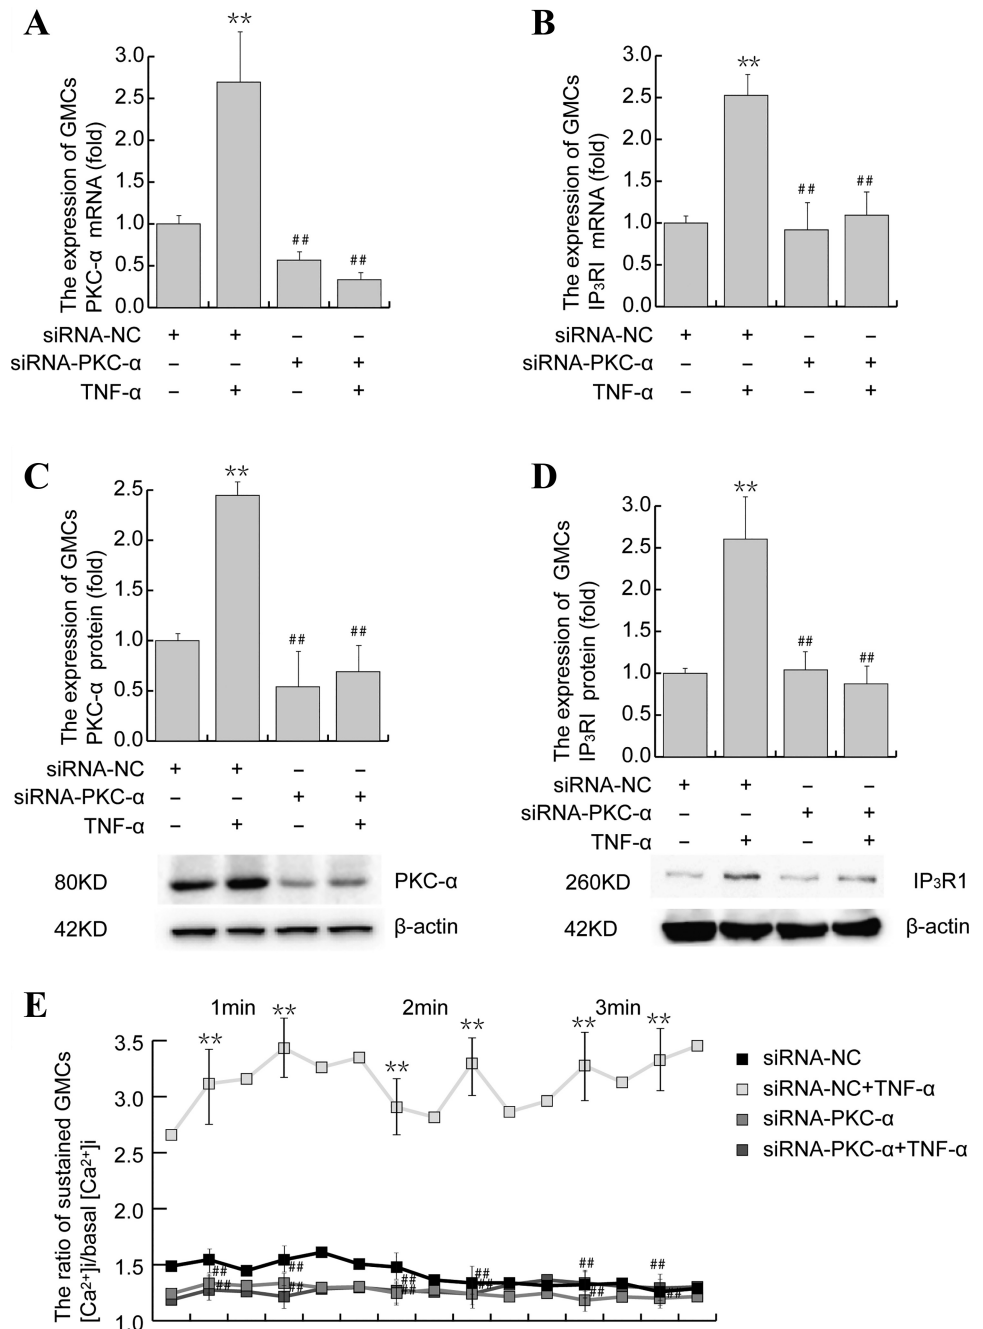 A
**
The expression of GMCs
PKC-α mRNA (fold)
3.0
2.5
2.0
1.5
1.0
0.5
0.0
##
##
siRNA-NC + + – –
siRNA-PKC-α – – + +
TNF-α – + – +
B
**
The expression of GMCs
IP₃RI mRNA (fold)
3.0
2.5
2.0
1.5
1.0
0.5
0.0
##
##
siRNA-NC + + – –
siRNA-PKC-α – – + +
TNF-α – + – +
C
**
The expression of GMCs
PKC-α protein (fold)
2.5
2.0
1.5
1.0
0.5
0.0
##
##
siRNA-NC + + – –
siRNA-PKC-α – – + +
TNF-α – + – +
80KD PKC-α
42KD β-actin
D
**
The expression of GMCs
IP₃RI protein (fold)
3.0
2.5
2.0
1.5
1.0
0.5
0.0
##
##
siRNA-NC + + – –
siRNA-PKC-α – – + +
TNF-α – + – +
260KD IP₃R1
42KD β-actin
E
1min 2min 3min
** ** ** ** ** **
The ratio of sustained GMCs
[Ca²⁺]i/basal [Ca²⁺]i
3.5
3.0
2.5
2.0
1.5
1.0
## ## ## ## ## ##
## ## ## ## ## ##
siRNA-NC
siRNA-NC+TNF-α
siRNA-PKC-α
siRNA-PKC-α+TNF-α